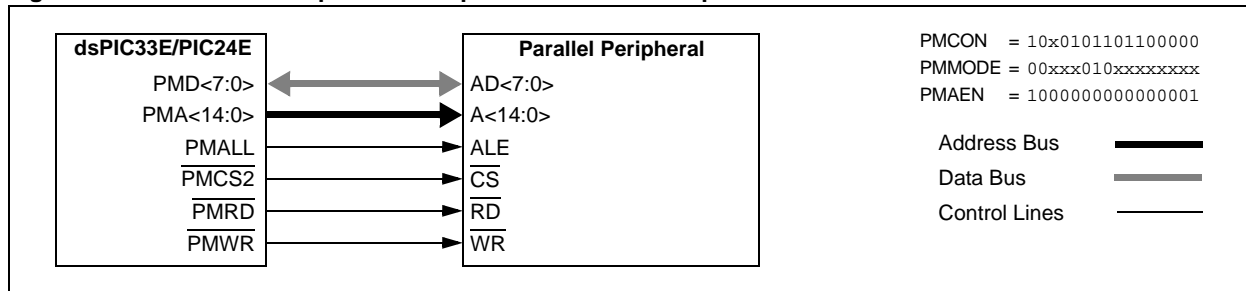 dsPIC33E/PIC24E
PMD<7:0>
PMA<14:0>
PMALL
PMCS2
PMRD
PMWR
Parallel Peripheral
AD<7:0>
A<14:0>
ALE
CS
RD
WR
PMCON = 10x0101101100000
PMMODE = 00xxx010xxxxxxxx
PMAEN = 1000000000000001
Address Bus
Data Bus
Control Lines